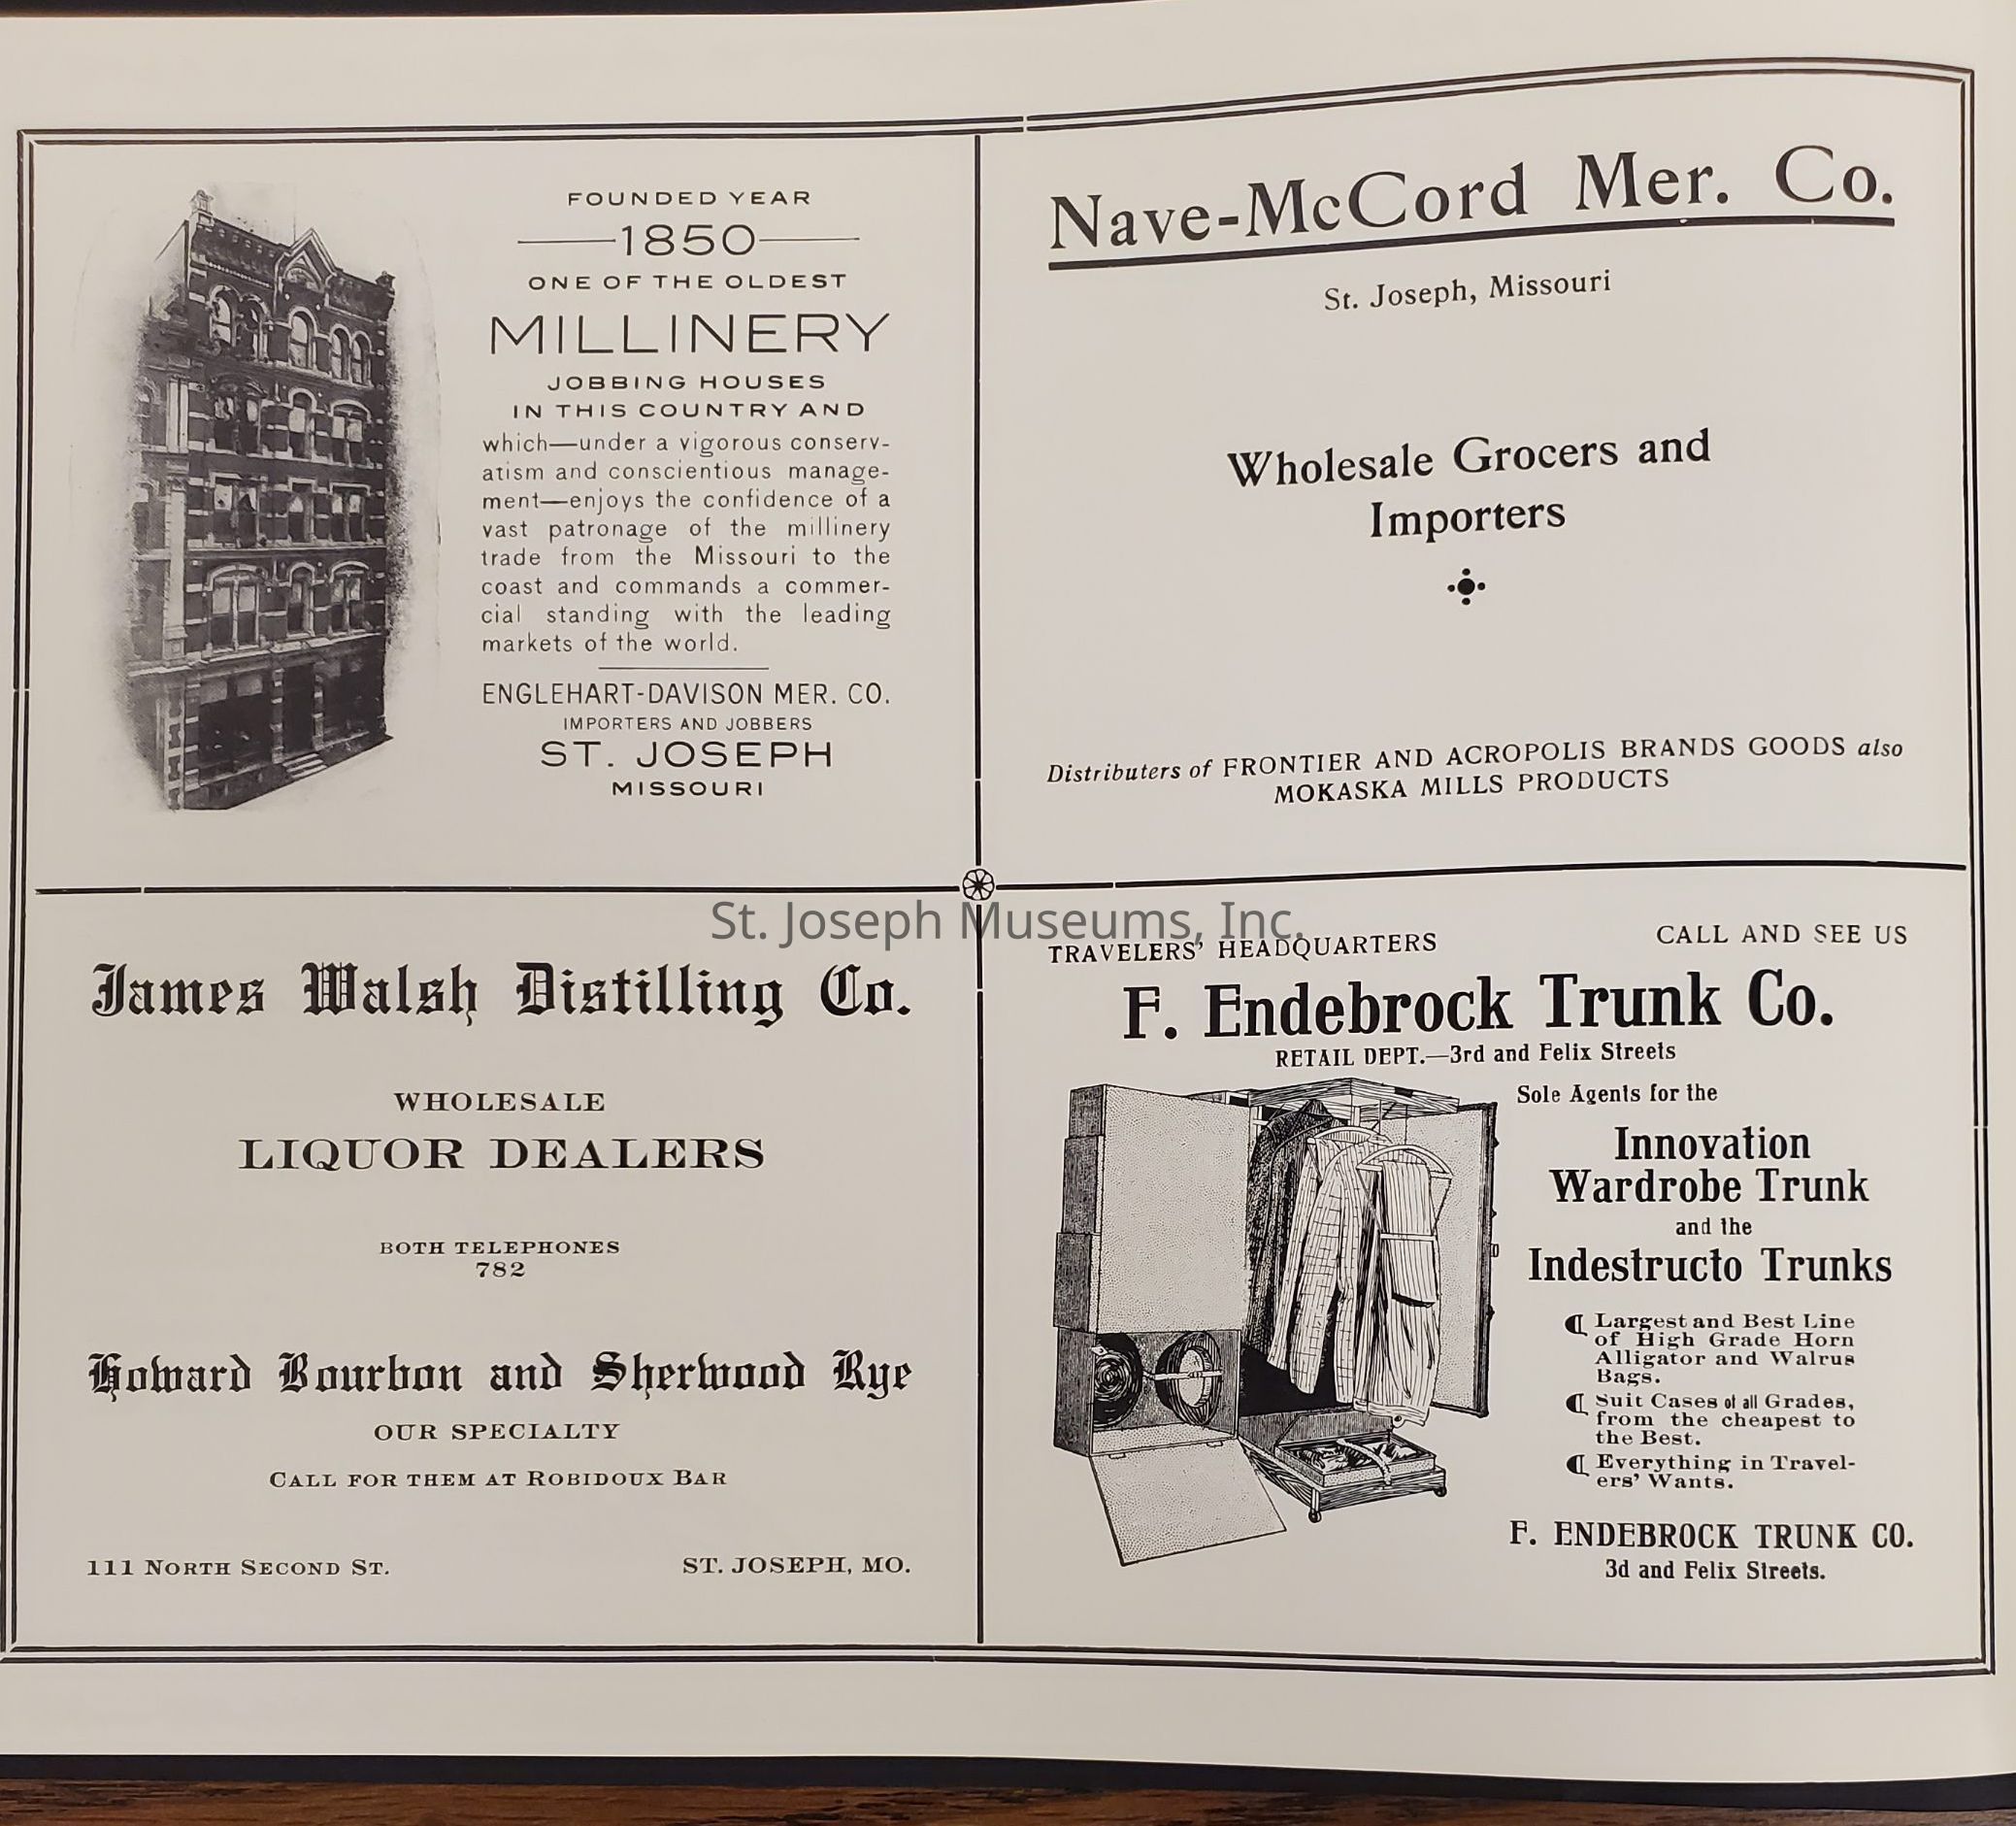 FOUNDED YEAR
1850
ONE OF THE OLDEST
MILLINERY
JOBBING HOUSES
IN THIS COUNTRY AND
which—under a vigorous conserv-
atism and conscientious manage-
ment—enjoys the confidence of a
vast patronage of the millinery
trade from the Missouri to the
coast and commands a commer-
cial standing with the leading
markets of the world.
ENGLEHART-DAVISON MER. CO.
IMPORTERS AND JOBBERS
ST. JOSEPH
MISSOURI
Nave-McCord Mer. Co.
St. Joseph, Missouri
Wholesale Grocers and
Importers
Distributers of FRONTIER AND ACROPOLIS BRANDS GOODS also
MOKASKA MILLS PRODUCTS
St. Joseph Museums, Inc.
James Walsh Distilling Co.
WHOLESALE
LIQUOR DEALERS
BOTH TELEPHONES
782
Howard Bourbon and Sherwood Rye
OUR SPECIALTY
CALL FOR THEM AT ROBIDOUX BAR
111 NORTH SECOND ST. ST. JOSEPH, MO.
TRAVELERS' HEADQUARTERS CALL AND SEE US
F. Endebrock Trunk Co.
RETAIL DEPT.—3rd and Felix Streets
Sole Agents for the
Innovation
Wardrobe Trunk
and the
Indestructo Trunks
¶ Largest and Best Line
of High Grade Horn
Alligator and Walrus
Bags.
¶ Suit Cases of all Grades,
from the cheapest to
the Best.
¶ Everything in Travel-
ers' Wants.
F. ENDEBROCK TRUNK CO.
3d and Felix Streets.